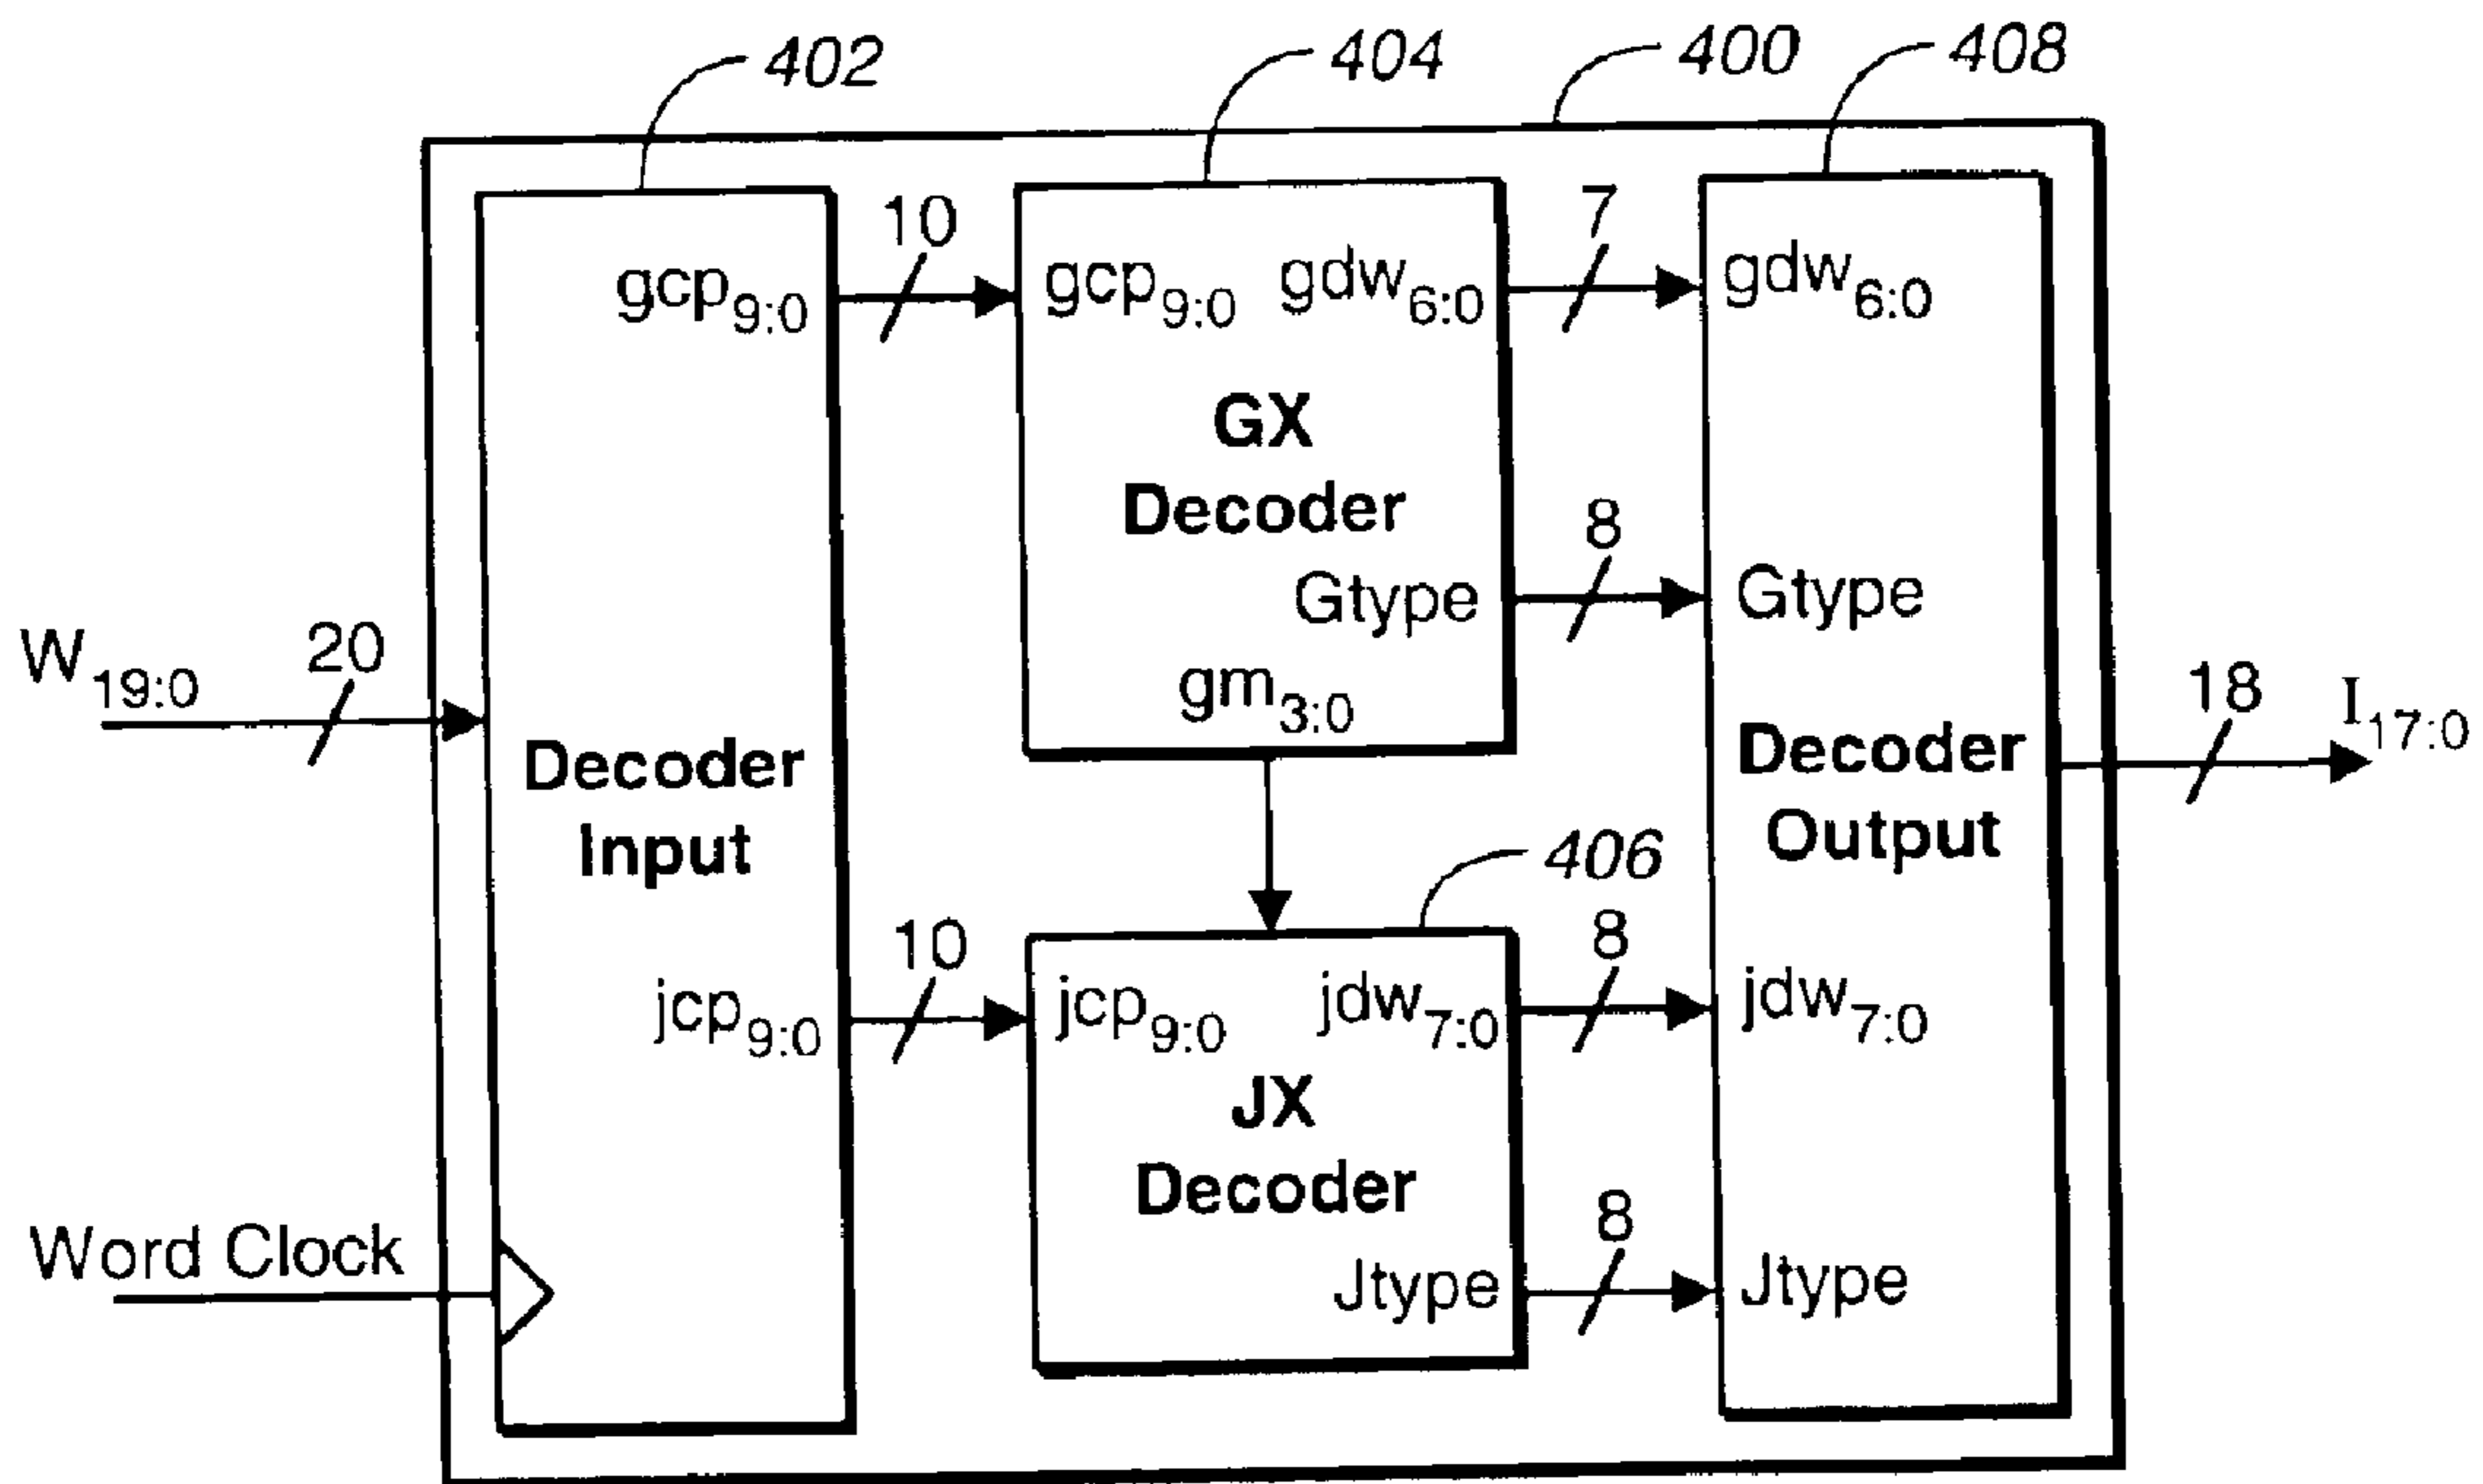 402
404
400
408
10
7
gcp9:0
gcp9:0 gdw6:0
gdw6:0
GX
Decoder
8
Gtype
Gtype
W19:0
20
gm3:0
18
I17:0
Decoder
Input
Decoder
Output
406
10
8
jcp9:0
jcp9:0 jdw7:0
jdw7:0
JX
Decoder
8
Word Clock
Jtype
Jtype